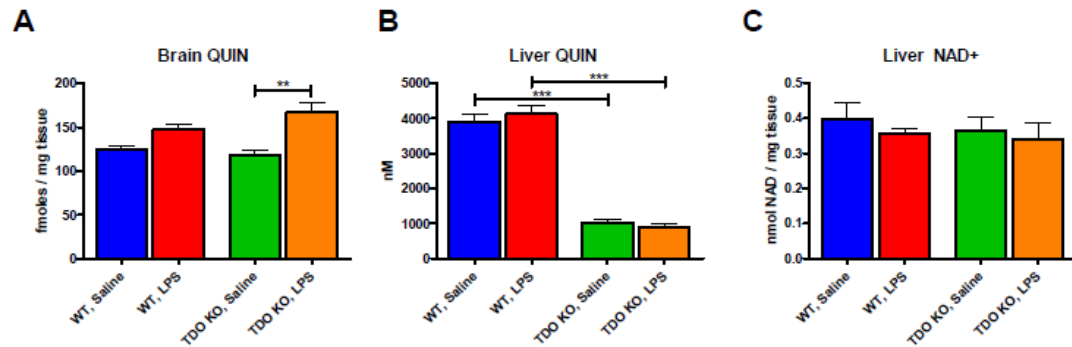 A
Brain QUIN
fmoles / mg tissue
200
150
100
50
0
**
WT, Saline
WT, LPS
TDO KO, Saline
TDO KO, LPS
B
Liver QUIN
nM
5000
4000
3000
2000
1000
0
***
***
WT, Saline
WT, LPS
TDO KO, Saline
TDO KO, LPS
C
Liver NAD+
nmol NAD / mg tissue
0.5
0.4
0.3
0.2
0.1
0.0
WT, Saline
WT, LPS
TDO KO, Saline
TDO KO, LPS